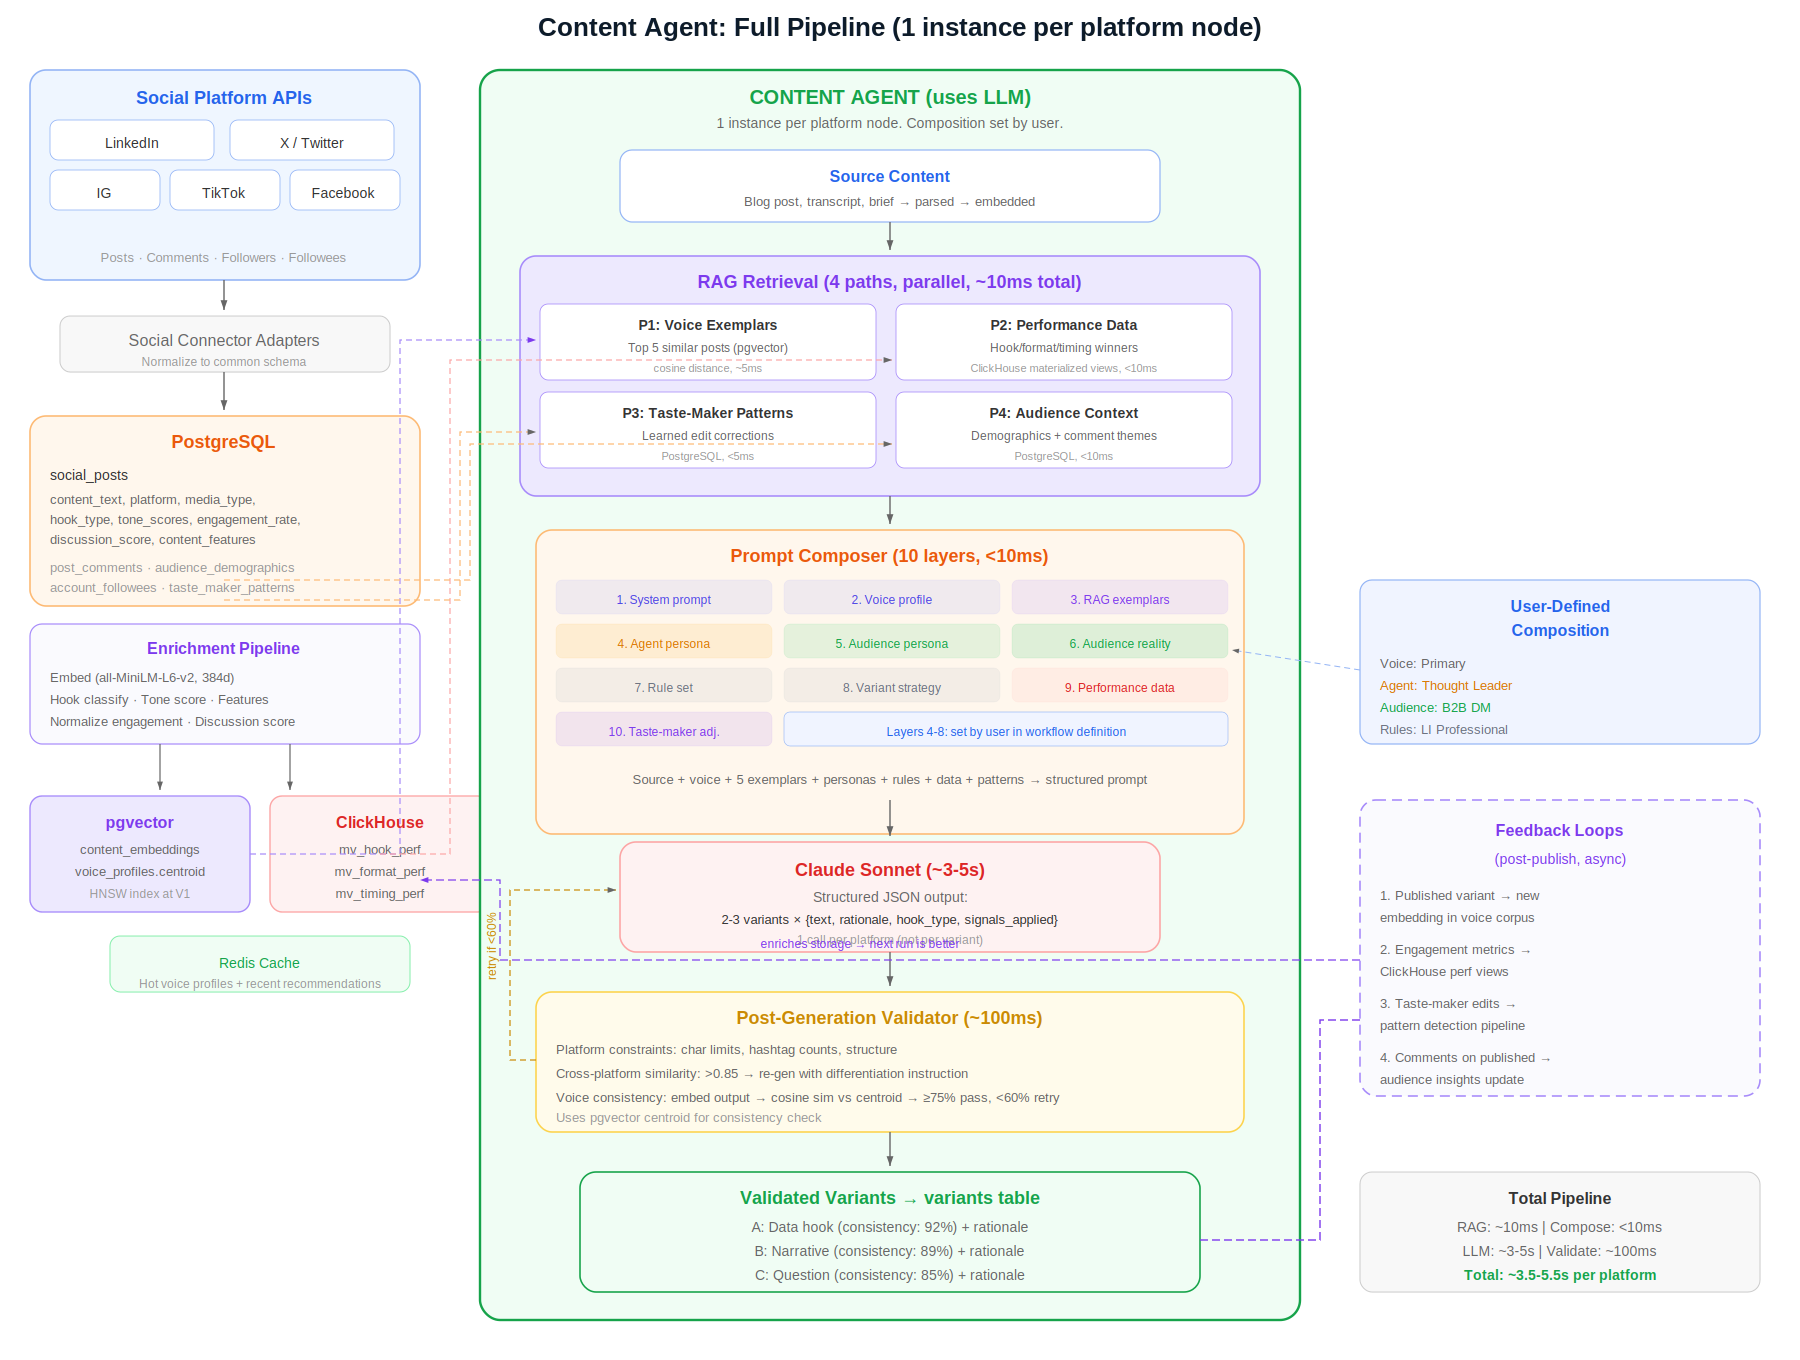 Content Agent: Full Pipeline (1 instance per platform node)
Social Platform APIs
LinkedIn
X / Twitter
IG
TikTok
Facebook
Posts · Comments · Followers · Followees
Social Connector Adapters
Normalize to common schema
PostgreSQL
social_posts
content_text, platform, media_type,
hook_type, tone_scores, engagement_rate,
discussion_score, content_features
post_comments · audience_demographics
account_followees · taste_maker_patterns
Enrichment Pipeline
Embed (all-MiniLM-L6-v2, 384d)
Hook classify · Tone score · Features
Normalize engagement · Discussion score
pgvector
content_embeddings
voice_profiles.centroid
HNSW index at V1
ClickHouse
mv_hook_perf
mv_format_perf
mv_timing_perf
Redis Cache
Hot voice profiles + recent recommendations
CONTENT AGENT (uses LLM)
1 instance per platform node. Composition set by user.
Source Content
Blog post, transcript, brief → parsed → embedded
RAG Retrieval (4 paths, parallel, ~10ms total)
P1: Voice Exemplars
Top 5 similar posts (pgvector)
cosine distance, ~5ms
P2: Performance Data
Hook/format/timing winners
ClickHouse materialized views, <10ms
P3: Taste-Maker Patterns
Learned edit corrections
PostgreSQL, <5ms
P4: Audience Context
Demographics + comment themes
PostgreSQL, <10ms
Prompt Composer (10 layers, <10ms)
1. System prompt
2. Voice profile
3. RAG exemplars
4. Agent persona
5. Audience persona
6. Audience reality
7. Rule set
8. Variant strategy
9. Performance data
10. Taste-maker adj.
Layers 4-8: set by user in workflow definition
Source + voice + 5 exemplars + personas + rules + data + patterns → structured prompt
Claude Sonnet (~3-5s)
Structured JSON output:
2-3 variants × {text, rationale, hook_type, signals_applied}
1 call per platform (not per variant)
enriches storage → next run is better
retry if <60%
Post-Generation Validator (~100ms)
Platform constraints: char limits, hashtag counts, structure
Cross-platform similarity: >0.85 → re-gen with differentiation instruction
Voice consistency: embed output → cosine sim vs centroid → ≥75% pass, <60% retry
Uses pgvector centroid for consistency check
Validated Variants → variants table
A: Data hook (consistency: 92%) + rationale
B: Narrative (consistency: 89%) + rationale
C: Question (consistency: 85%) + rationale
User-Defined
Composition
Voice: Primary
Agent: Thought Leader
Audience: B2B DM
Rules: LI Professional
Feedback Loops
(post-publish, async)
1. Published variant → new
embedding in voice corpus
2. Engagement metrics →
ClickHouse perf views
3. Taste-maker edits →
pattern detection pipeline
4. Comments on published →
audience insights update
Total Pipeline
RAG: ~10ms | Compose: <10ms
LLM: ~3-5s | Validate: ~100ms
Total: ~3.5-5.5s per platform